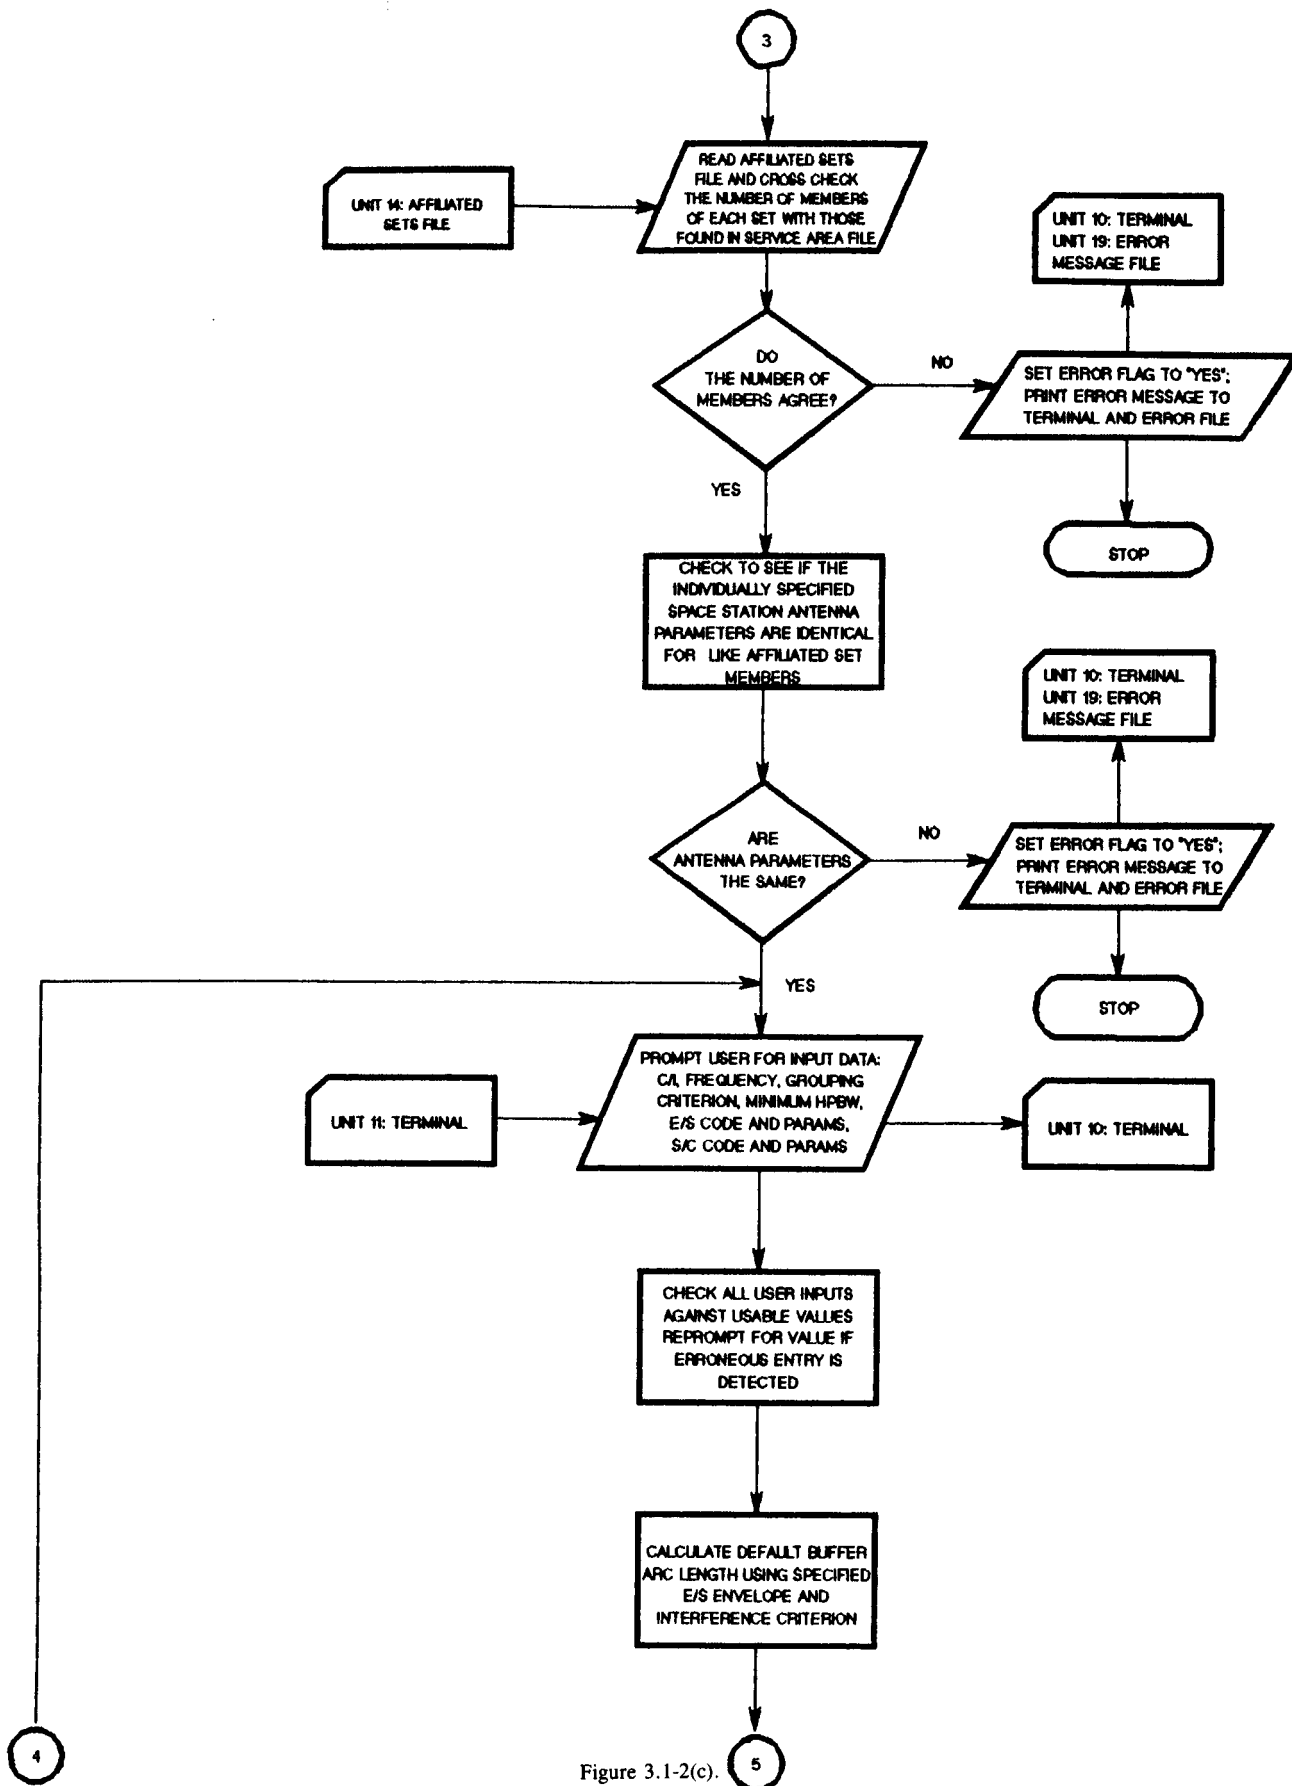 3
READ AFFILIATED SETS
FILE AND CROSS CHECK
THE NUMBER OF MEMBERS
OF EACH SET WITH THOSE
FOUND IN SERVICE AREA FILE
UNIT 14: AFFILIATED
SETS FILE
UNIT 10: TERMINAL
UNIT 19: ERROR
MESSAGE FILE
DO
THE NUMBER OF
MEMBERS AGREE?
NO
SET ERROR FLAG TO "YES";
PRINT ERROR MESSAGE TO
TERMINAL AND ERROR FILE
YES
STOP
CHECK TO SEE IF THE
INDIVIDUALLY SPECIFIED
SPACE STATION ANTENNA
PARAMETERS ARE IDENTICAL
FOR LIKE AFFILIATED SET
MEMBERS
UNIT 10: TERMINAL
UNIT 19: ERROR
MESSAGE FILE
ARE
ANTENNA PARAMETERS
THE SAME?
NO
SET ERROR FLAG TO "YES";
PRINT ERROR MESSAGE TO
TERMINAL AND ERROR FILE
YES
STOP
PROMPT USER FOR INPUT DATA:
C/I, FREQUENCY, GROUPING
CRITERION, MINIMUM HPBW,
E/S CODE AND PARAMS,
S/C CODE AND PARAMS
UNIT 11: TERMINAL
UNIT 10: TERMINAL
CHECK ALL USER INPUTS
AGAINST USABLE VALUES
REPROMPT FOR VALUE IF
ERRONEOUS ENTRY IS
DETECTED
CALCULATE DEFAULT BUFFER
ARC LENGTH USING SPECIFIED
E/S ENVELOPE AND
INTERFERENCE CRITERION
4
5
Figure 3.1-2(c).